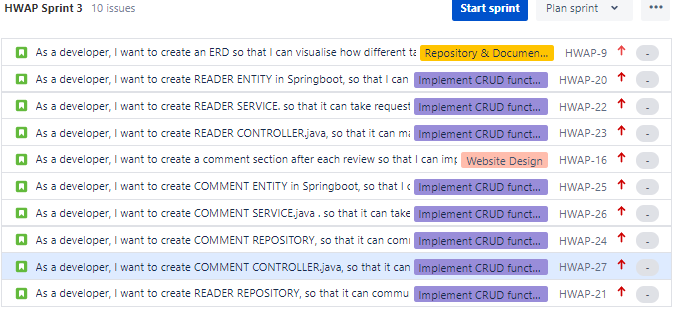 HWAP Sprint 3 10 issues Start sprint Plan sprint
As a developer, I want to create an ERD so that I can visualise how different ta Repository & Documen... HWAP-9 -
As a developer, I want to create READER ENTITY in Springboot, so that I can Implement CRUD funct... HWAP-20 -
As a developer, I want to create READER SERVICE. so that it can take request Implement CRUD funct... HWAP-22 -
As a developer, I want to create READER CONTROLLER.java, so that it can ma Implement CRUD funct... HWAP-23 -
As a developer, I want to create a comment section after each review so that I can imp Website Design HWAP-16 -
As a developer, I want to create COMMENT ENTITY in Springboot, so that I c Implement CRUD funct... HWAP-25 -
As a developer, I want to create COMMENT SERVICE.java . so that it can take Implement CRUD funct... HWAP-26 -
As a developer, I want to create COMMENT REPOSITORY, so that it can com Implement CRUD funct... HWAP-24 -
As a developer, I want to create COMMENT CONTROLLER.java, so that it can Implement CRUD funct... HWAP-27 -
As a developer, I want to create READER REPOSITORY, so that it can commu Implement CRUD funct... HWAP-21 -